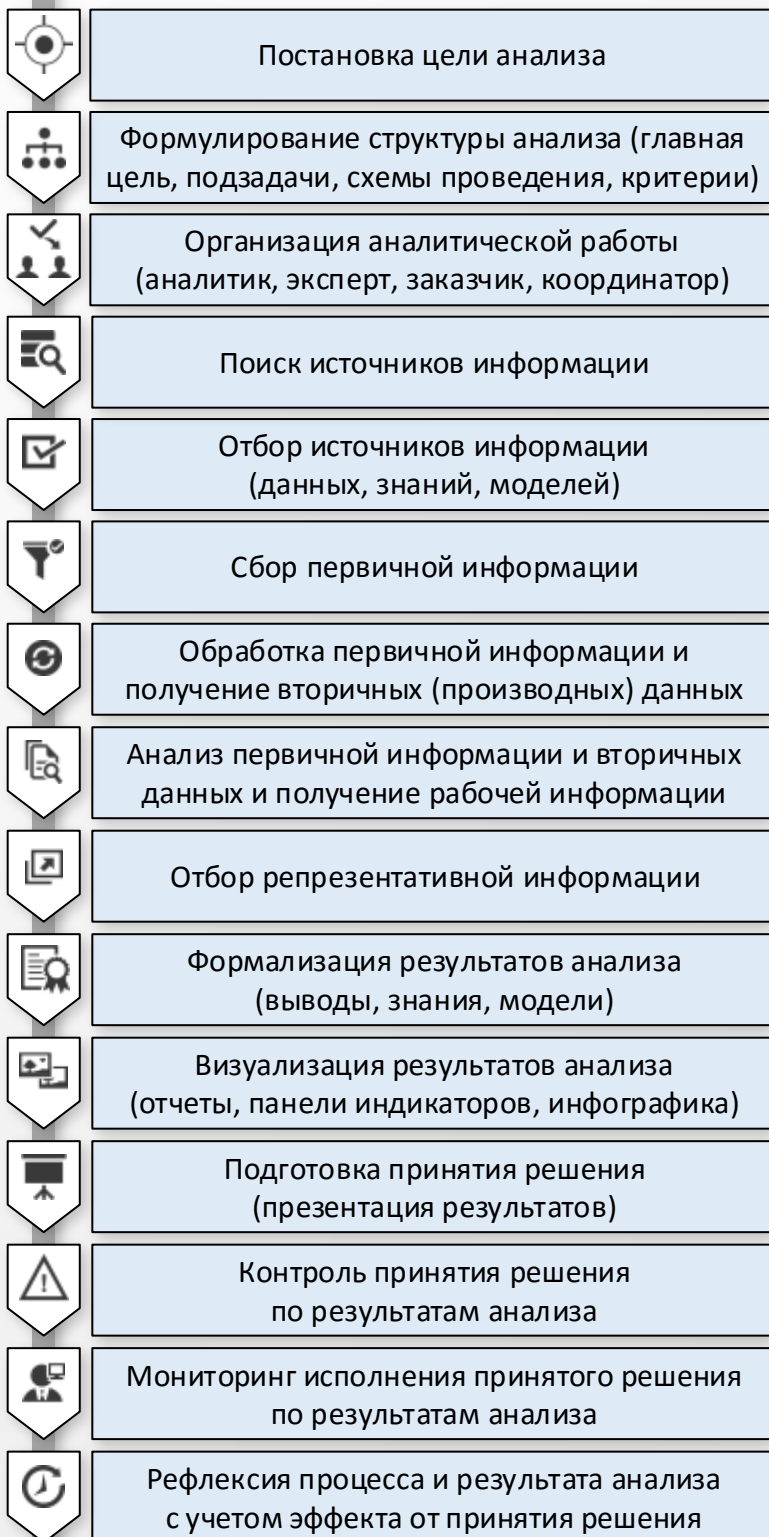 Постановка цели анализа
Формулирование структуры анализа (главная
цель, подзадачи, схемы проведения, критерии)
Организация аналитической работы
(аналитик, эксперт, заказчик, координатор)
Поиск источников информации
Отбор источников информации
(данных, знаний, моделей)
Сбор первичной информации
Обработка первичной информации и
получение вторичных (производных) данных
Анализ первичной информации и вторичных
данных и получение рабочей информации
Отбор репрезентативной информации
Формализация результатов анализа
(выводы, знания, модели)
Визуализация результатов анализа
(отчеты, панели индикаторов, инфографика)
Подготовка принятия решения
(презентация результатов)
Контроль принятия решения
по результатам анализа
Мониторинг исполнения принятого решения
по результатам анализа
Рефлексия процесса и результата анализа
с учетом эффекта от принятия решения